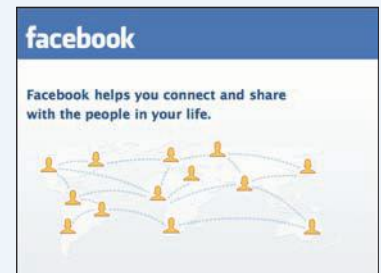 facebook
Facebook helps you connect and share
with the people in your life.